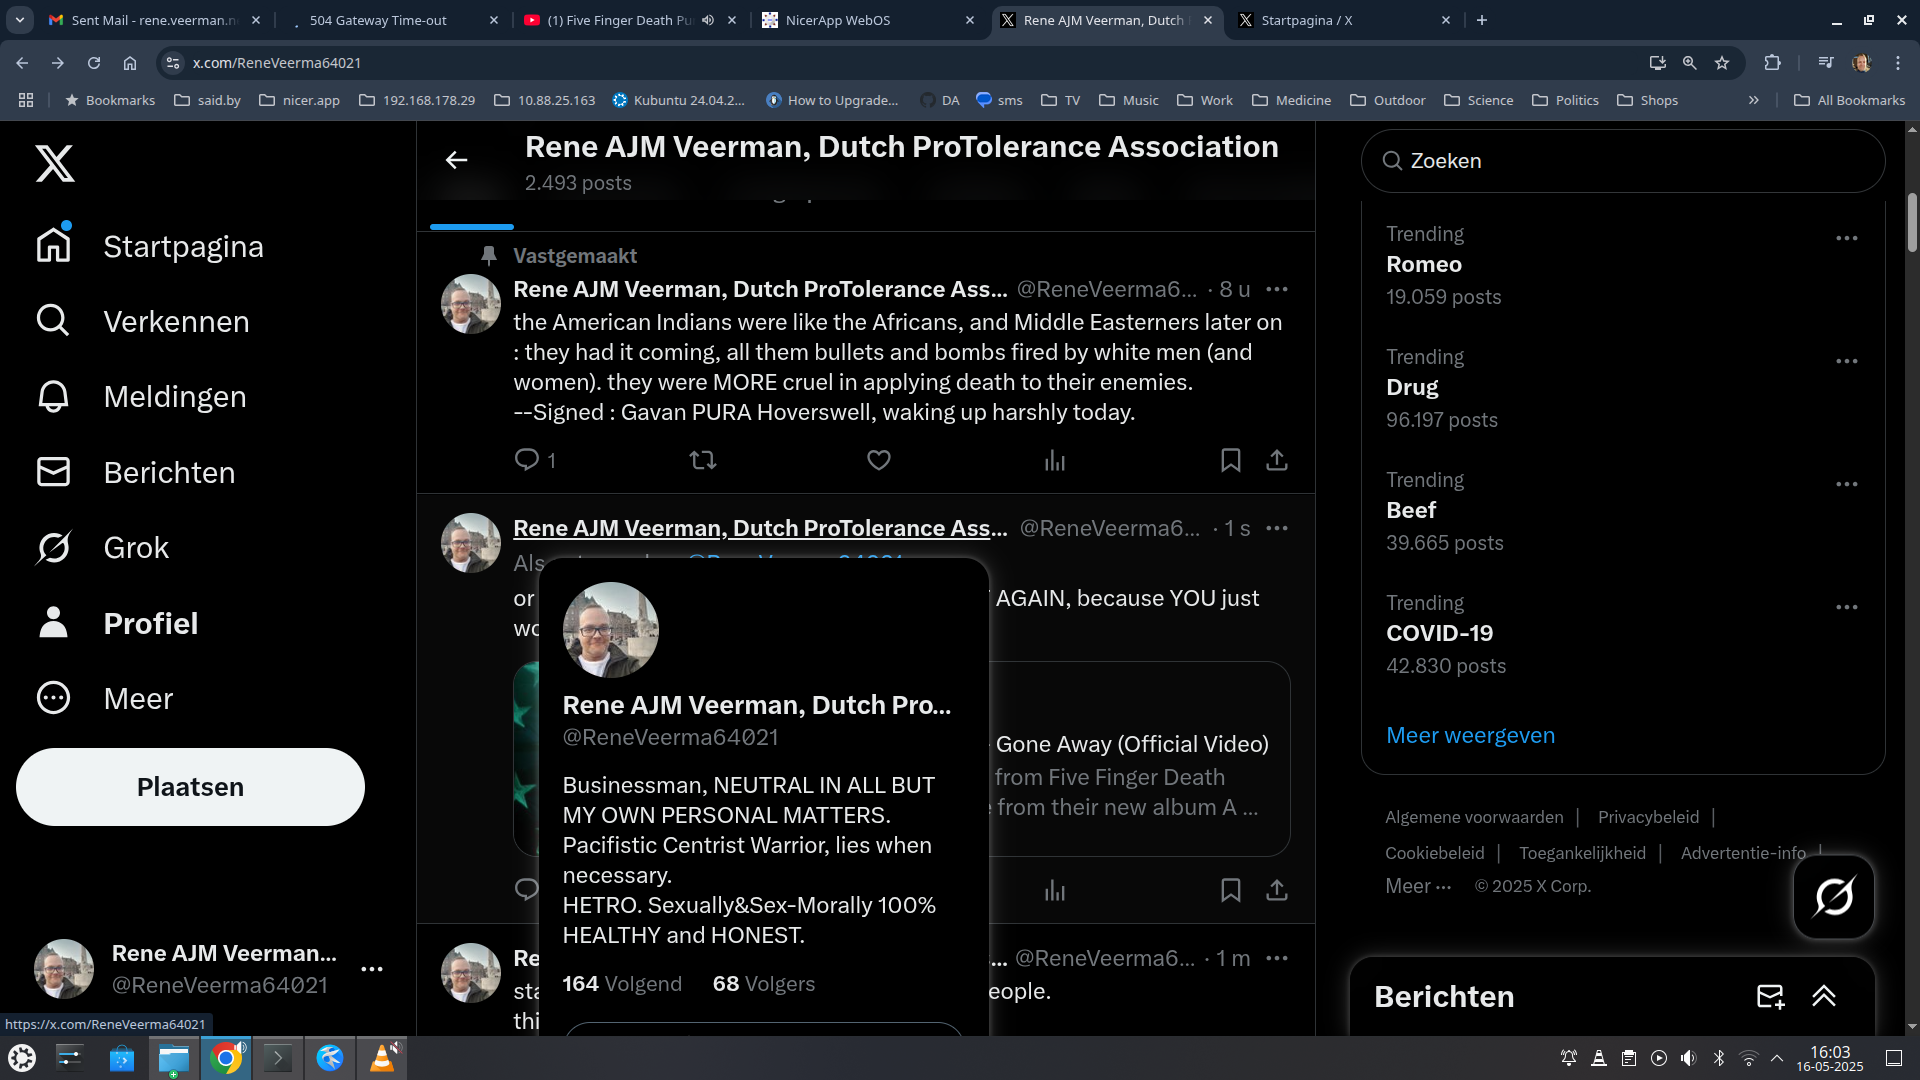 Sent Mail - rene.veerman.n
504 Gateway Time-out
(1) Five Finger Death Pu
NicerApp WebOS
Rene AJM Veerman, Dutch
Startpagina / X
x.com/ReneVeerma64021
Bookmarks
said.by
nicer.app
192.168.178.29
10.88.25.163
Kubuntu 24.04.2...
How to Upgrade...
DA
sms
TV
Music
Work
Medicine
Outdoor
Science
Politics
Shops
All Bookmarks
Startpagina
Verkennen
Meldingen
Berichten
Grok
Profiel
Meer
Plaatsen
Rene AJM Veerman...
@ReneVeerma64021
https://x.com/ReneVeerma64021
Rene AJM Veerman, Dutch ProTolerance Association
2.493 posts
Vastgemaakt
Rene AJM Veerman, Dutch ProTolerance Ass... @ReneVeerma6... · 8 u
the American Indians were like the Africans, and Middle Easterners later on
: they had it coming, all them bullets and bombs fired by white men (and
women). they were MORE cruel in applying death to their enemies.
--Signed : Gavan PURA Hoverswell, waking up harshly today.
1
Rene AJM Veerman, Dutch ProTolerance Ass... @ReneVeerma6... · 1 s
Als
or AGAIN, because YOU just
Gone Away (Official Video)
from Five Finger Death
from their new album A ...
Rene AJM Veerman, Dutch Pro...
@ReneVeerma64021
Businessman, NEUTRAL IN ALL BUT
MY OWN PERSONAL MATTERS.
Pacifistic Centrist Warrior, lies when
necessary.
HETRO. Sexually&Sex-Morally 100%
HEALTHY and HONEST.
164 Volgend 68 Volgers
Re ... @ReneVeerma6... · 1 m
eople.
thi
Zoeken
Trending
Romeo
19.059 posts
Trending
Drug
96.197 posts
Trending
Beef
39.665 posts
Trending
COVID-19
42.830 posts
Meer weergeven
Algemene voorwaarden | Privacybeleid |
Cookiebeleid | Toegankelijkheid | Advertentie-info |
Meer ··· © 2025 X Corp.
Berichten
16:03
16-05-2025